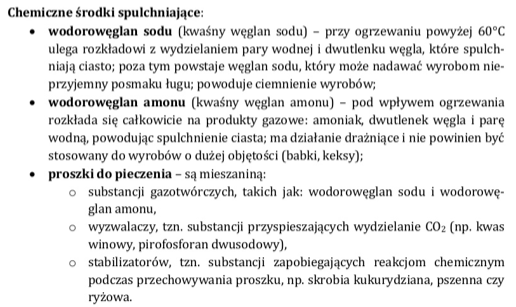 Chemiczne środki spulchniające:
• wodorowęglan sodu (kwaśny węglan sodu) – przy ogrzewaniu powyżej 60°C
ulega rozkładowi z wydzielaniem pary wodnej i dwutlenku węgla, które spulch-
niają ciasto; poza tym powstaje węglan sodu, który może nadawać wyrobom nie-
przyjemny posmaku ługu; powoduje ciemnienie wyrobów;
• wodorowęglan amonu (kwaśny węglan amonu) – pod wpływem ogrzewania
rozkłada się całkowicie na produkty gazowe: amoniak, dwutlenek węgla i parę
wodną, powodując spulchnienie ciasta; ma działanie drażniące i nie powinien być
stosowany do wyrobów o dużej objętości (babki, keksy);
• proszki do pieczenia – są mieszaniną:
o substancji gazotwórczych, takich jak: wodorowęglan sodu i wodorowę-
glan amonu,
o wyzwalaczy, tzn. substancji przyspieszających wydzielanie CO₂ (np. kwas
winowy, pirofosforan dwusodowy),
o stabilizatorów, tzn. substancji zapobiegających reakcjom chemicznym
podczas przechowywania proszku, np. skrobia kukurydziana, pszenna czy
ryżowa.